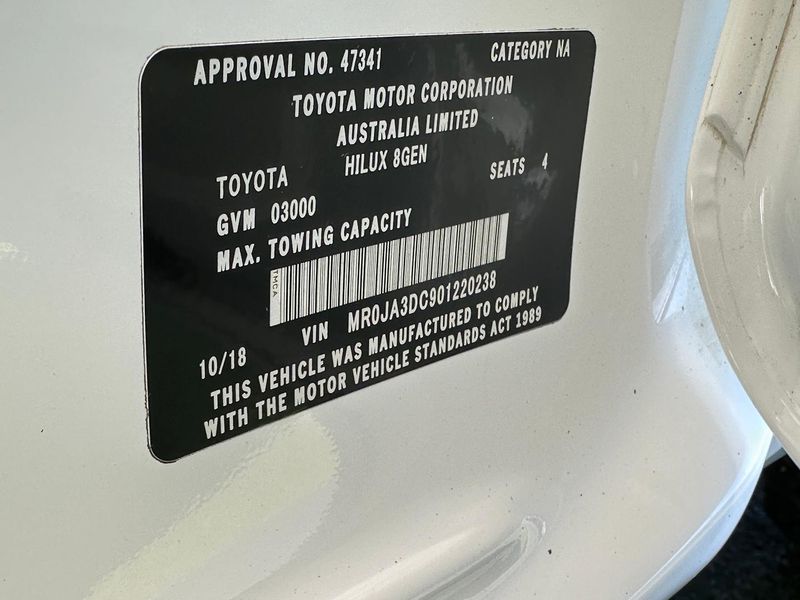 APPROVAL NO. 47341 CATEGORY NA
TOYOTA MOTOR CORPORATION
AUSTRALIA LIMITED
TOYOTA HILUX 8GEN
GVM 03000 SEATS 4
MAX. TOWING CAPACITY
TMCA
VIN MR0JA3DC901220238
10/18
THIS VEHICLE WAS MANUFACTURED TO COMPLY
WITH THE MOTOR VEHICLE STANDARDS ACT 1989